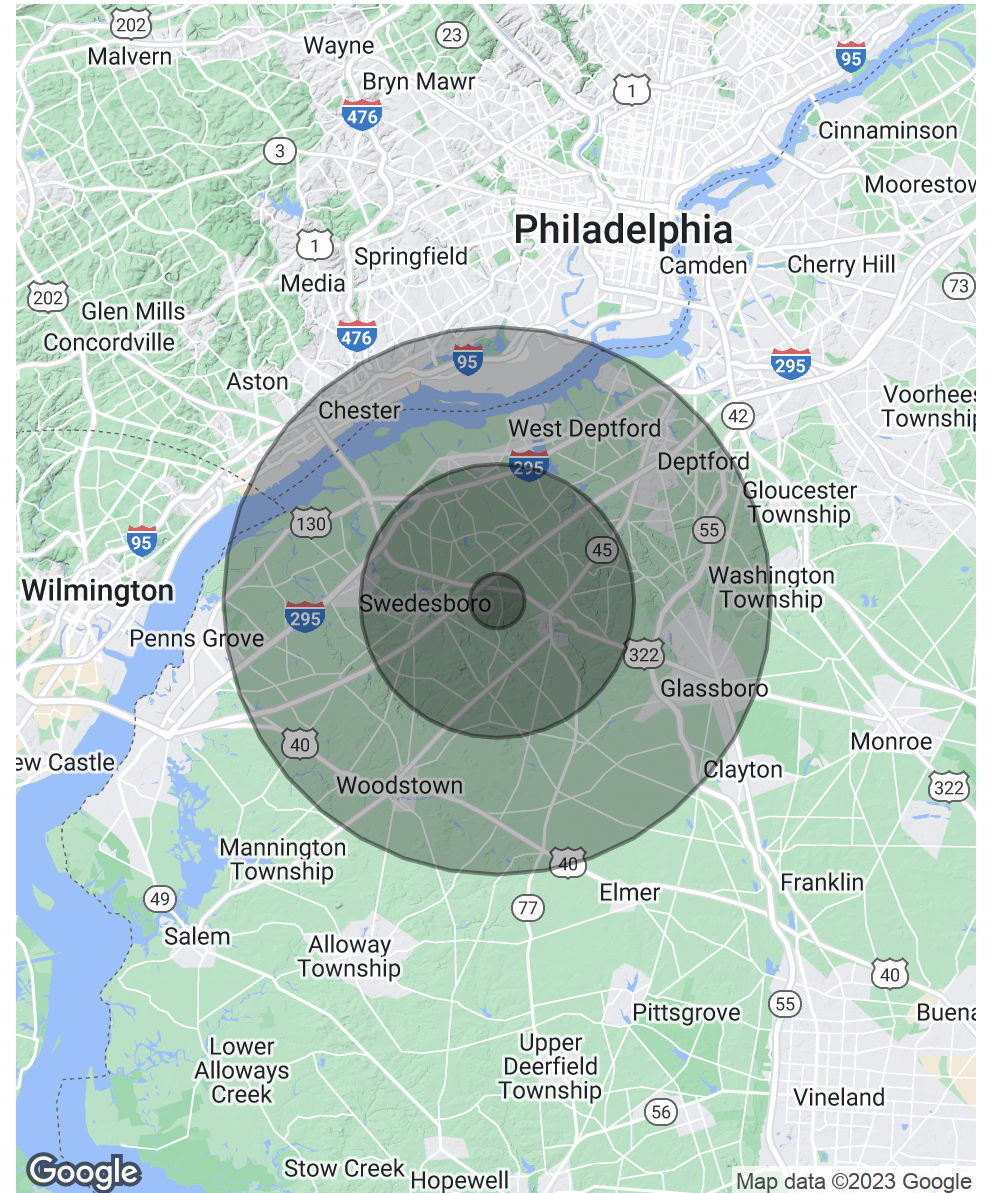 202
Malvern
Wayne
23
Bryn Mawr
1
95
476
Cinnaminson
3
Moorestow
Philadelphia
1
Springfield
Camden
Cherry Hill
Media
202
73
Glen Mills
476
Concordville
95
295
Aston
Voorhees
Township
Chester
42
West Deptford
Deptford
295
Gloucester
Township
130
55
95
45
Wilmington
Washington
Township
Swedesboro
295
Penns Grove
322
Glassboro
40
Monroe
ew Castle
Clayton
Woodstown
322
Mannington
Township
40
Elmer
Franklin
49
77
Salem
Alloway
Township
40
55
Pittsgrove
Buena
Lower
Alloways
Creek
Upper
Deerfield
Township
Vineland
56
Stow Creek
Hopewell
Google
Map data ©2023 Google